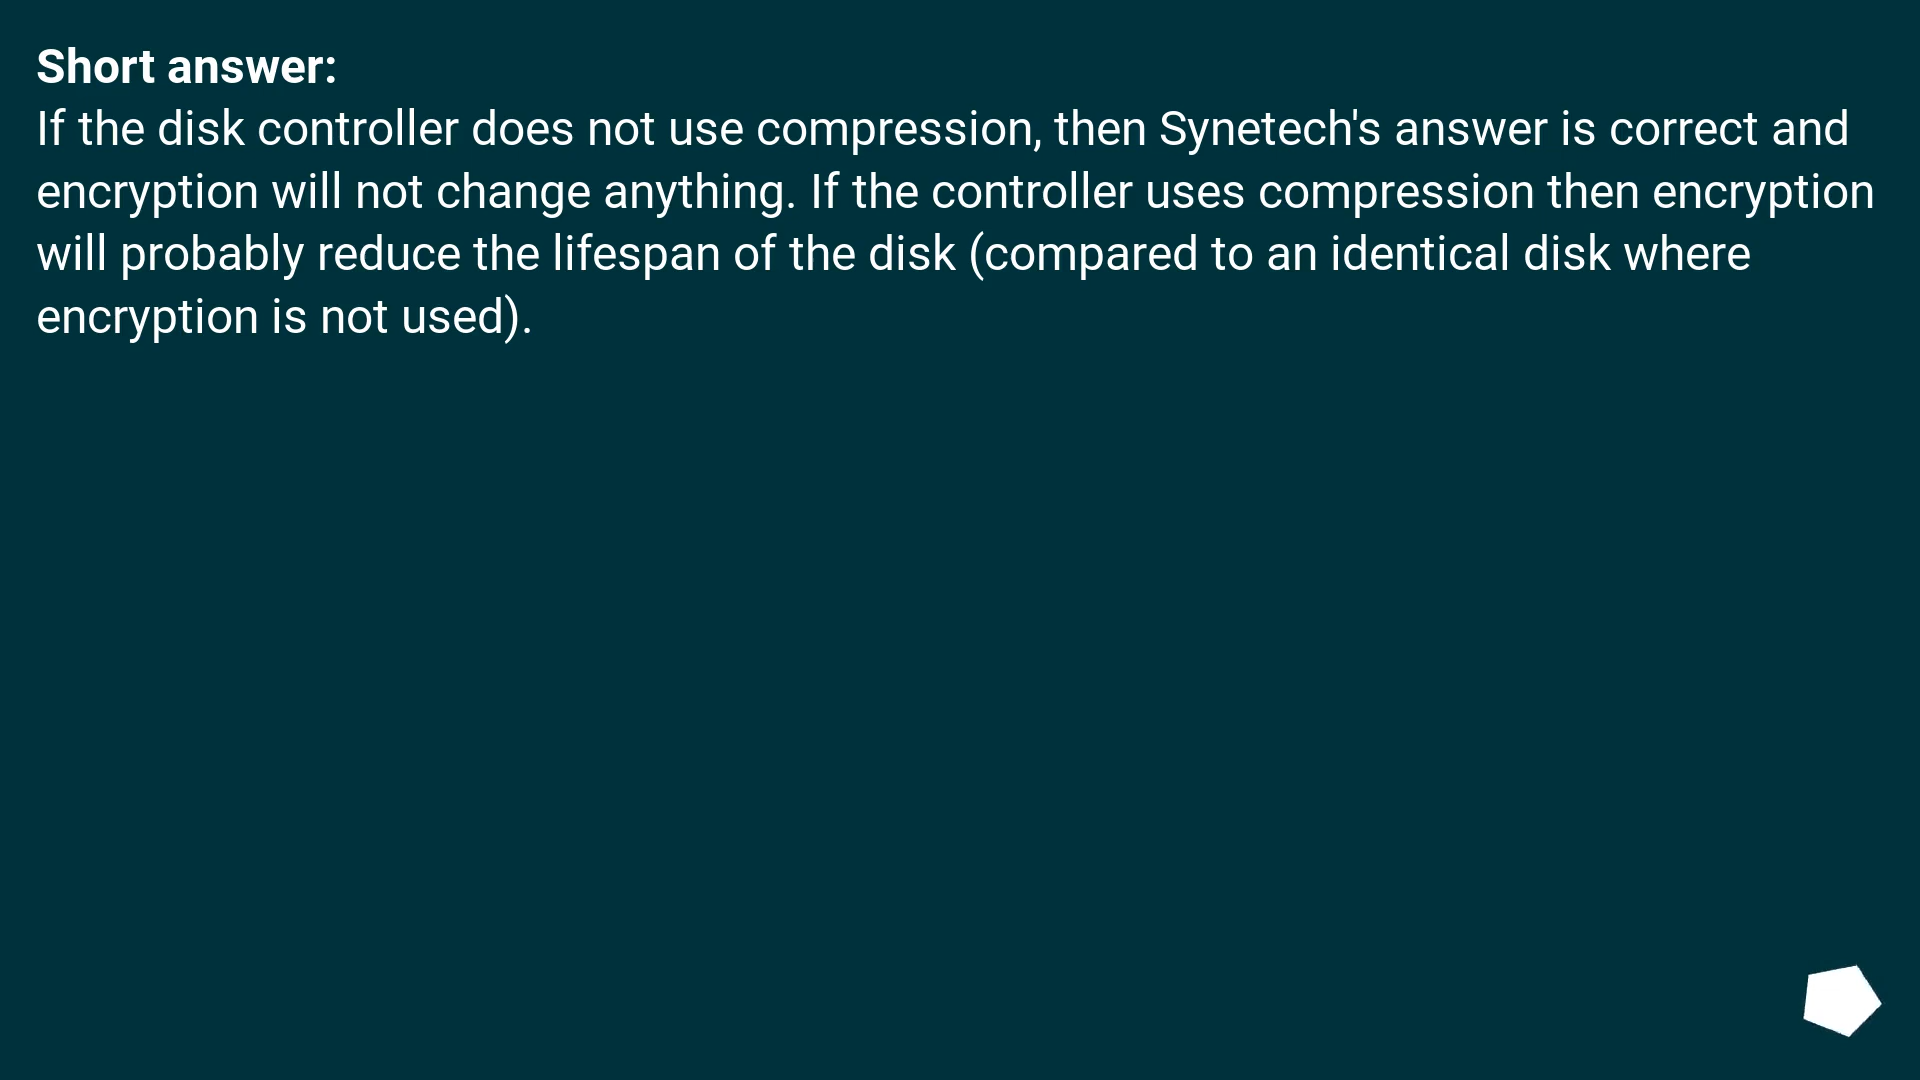 Short answer:
If the disk controller does not use compression, then Synetech's answer is correct and
encryption will not change anything. If the controller uses compression then encryption
will probably reduce the lifespan of the disk (compared to an identical disk where
encryption is not used).